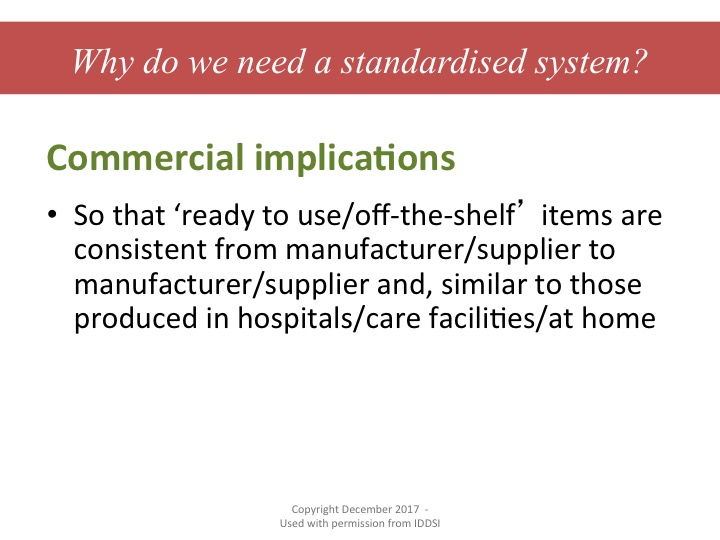 Why do we need a standardised system?
Commercial implications
• So that ‘ready to use/off-the-shelf’ items are
consistent from manufacturer/supplier to
manufacturer/supplier and, similar to those
produced in hospitals/care facilities/at home
Copyright December 2017 -
Used with permission from IDDSI